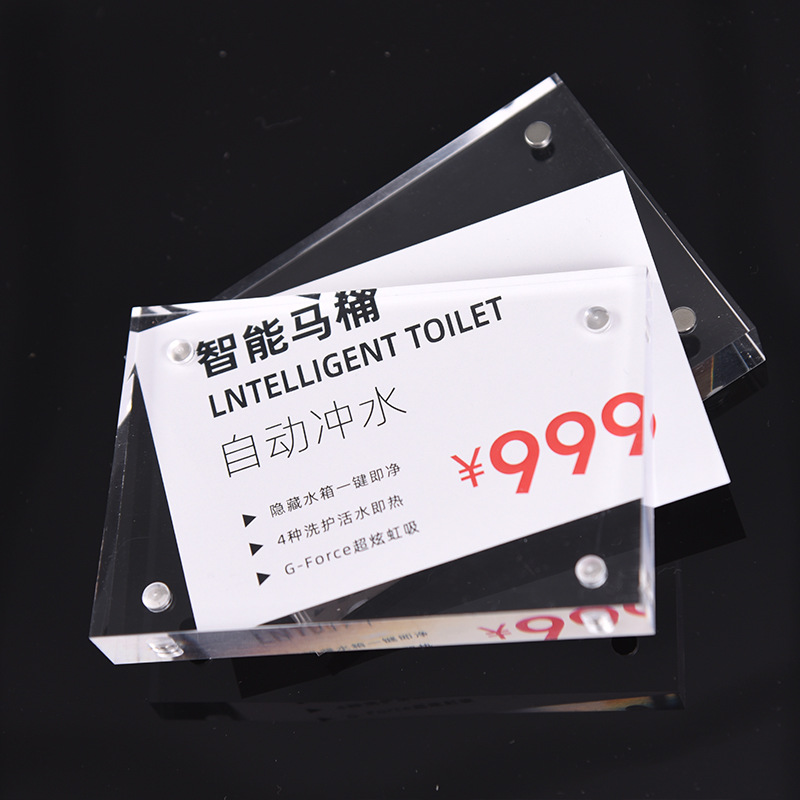 智能马桶
LNTELLIGENT TOILET
自动冲水
¥999
隐藏水箱一键即净
4种洗护活水即热
G-Force超炫虹吸